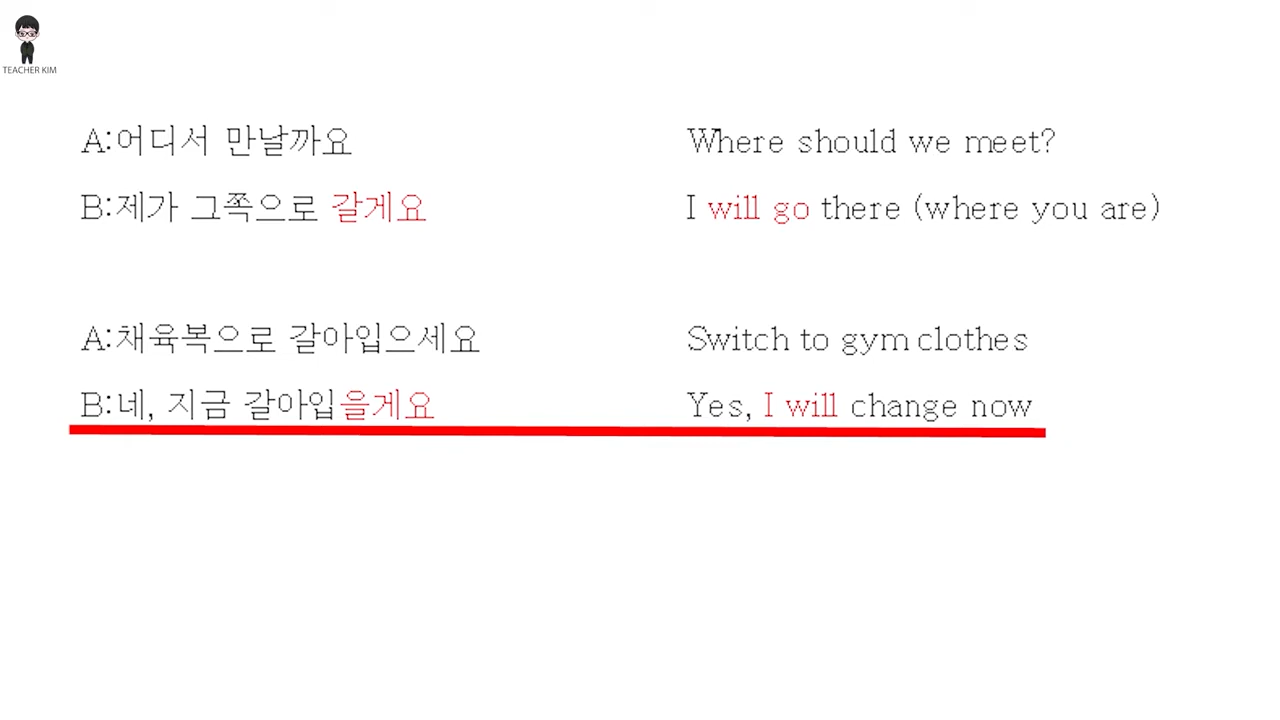 TEACHER KIM
A:어디서 만날까요
Where should we meet?
B:제가 그쪽으로 갈게요
I will go there (where you are)
A:채육복으로 갈아입으세요
Switch to gym clothes
B:네, 지금 갈아입을게요
Yes, I will change now